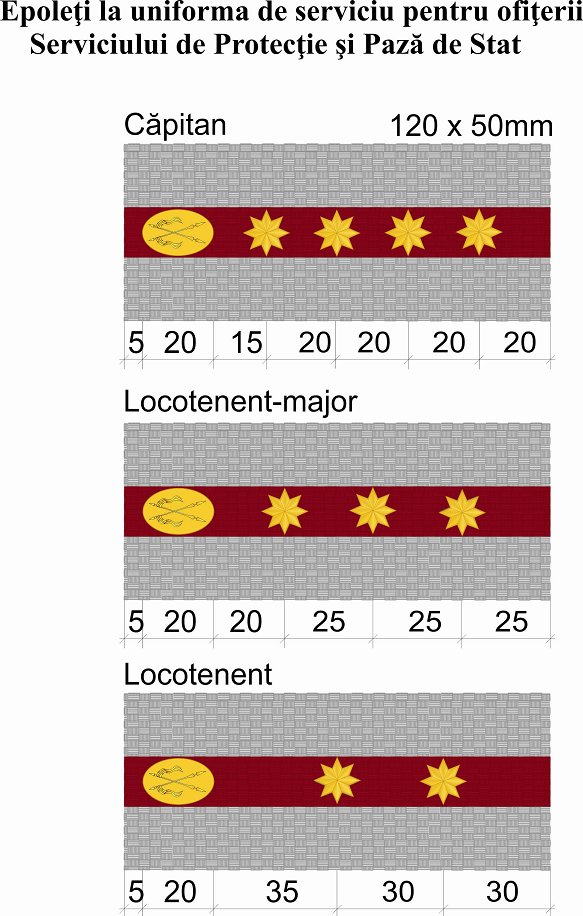 Epoleţi la uniforma de serviciu pentru ofiţerii
Serviciului de Protecţie şi Pază de Stat
Căpitan 120 x 50mm
5 20 15 20 20 20 20
Locotenent-major
5 20 20 25 25 25
Locotenent
5 20 35 30 30